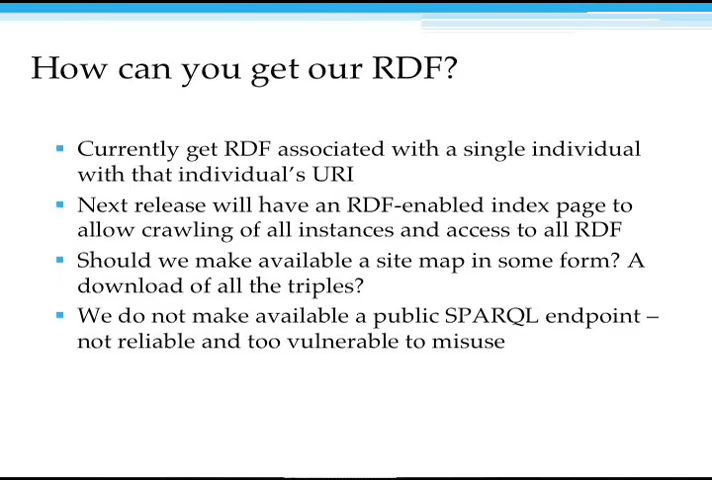 How can you get our RDF?
Currently get RDF associated with a single individual
with that individual's URI
Next release will have an RDF-enabled index page to
allow crawling of all instances and access to all RDF
Should we make available a site map in some form? A
download of all the triples?
We do not make available a public SPARQL endpoint –
not reliable and too vulnerable to misuse